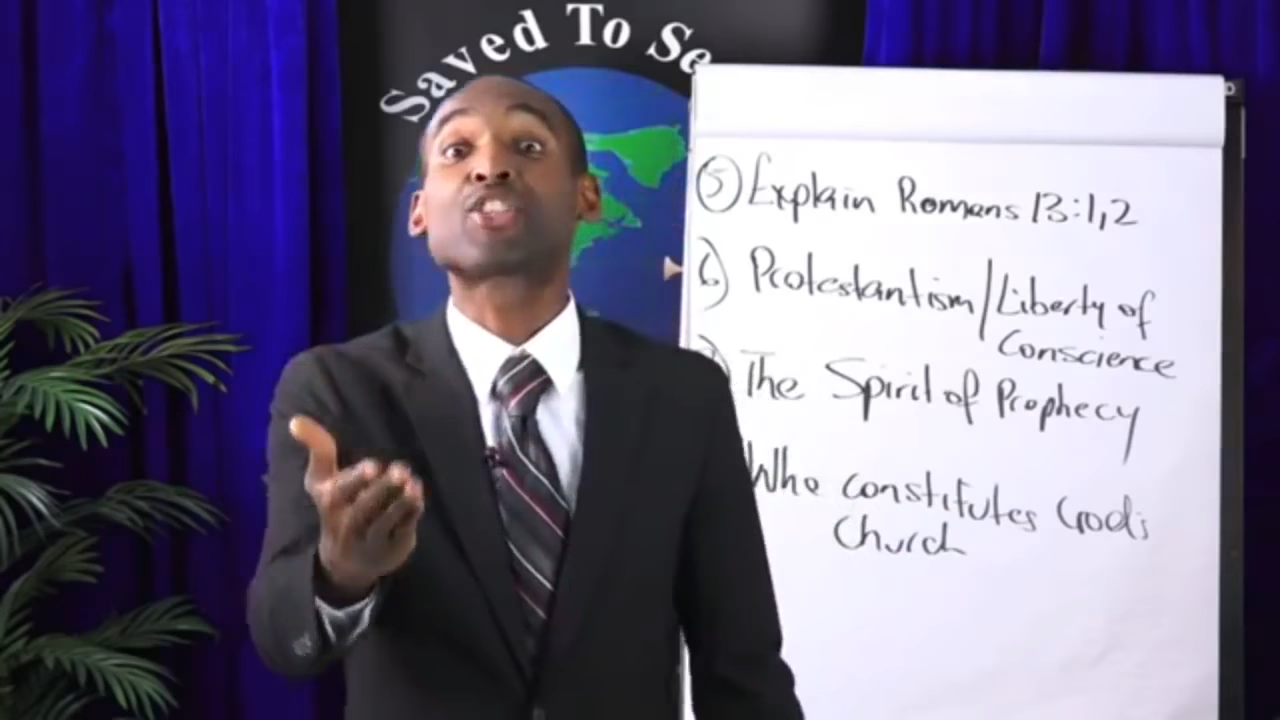 Saved To Se
5 Explain Romans 13:1,2
6) Protestantism/Liberty of
Conscience
) The Spirit of Prophecy
Who constitutes God's
Church